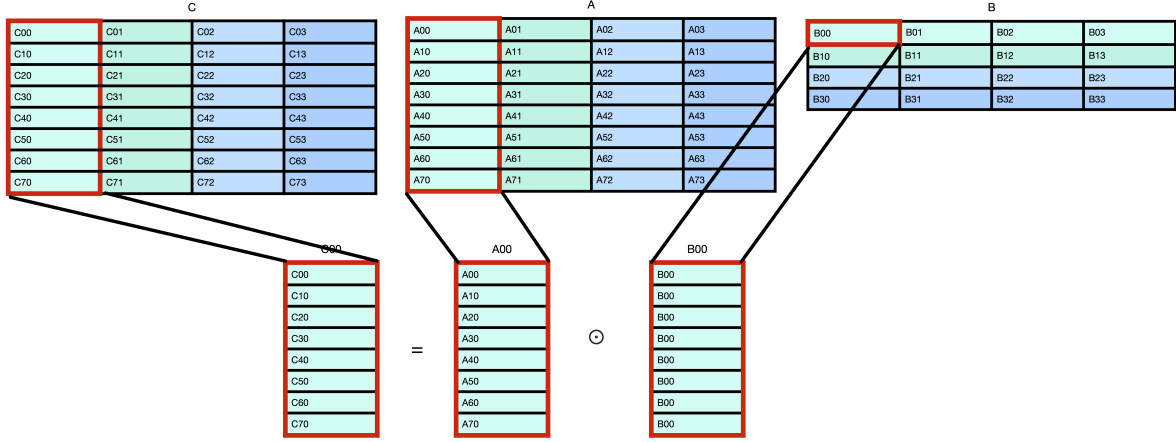 C
C00 C01 C02 C03
C10 C11 C12 C13
C20 C21 C22 C23
C30 C31 C32 C33
C40 C41 C42 C43
C50 C51 C52 C53
C60 C61 C62 C63
C70 C71 C72 C73
A
A00 A01 A02 A03
A10 A11 A12 A13
A20 A21 A22 A23
A30 A31 A32 A33
A40 A41 A42 A43
A50 A51 A52 A53
A60 A61 A62 A63
A70 A71 A72 A73
B
B00 B01 B02 B03
B10 B11 B12 B13
B20 B21 B22 B23
B30 B31 B32 B33
C00
C00
C10
C20
C30
C40
C50
C60
C70
=
A00
A00
A10
A20
A30
A40
A50
A60
A70
⊙
B00
B00
B00
B00
B00
B00
B00
B00
B00